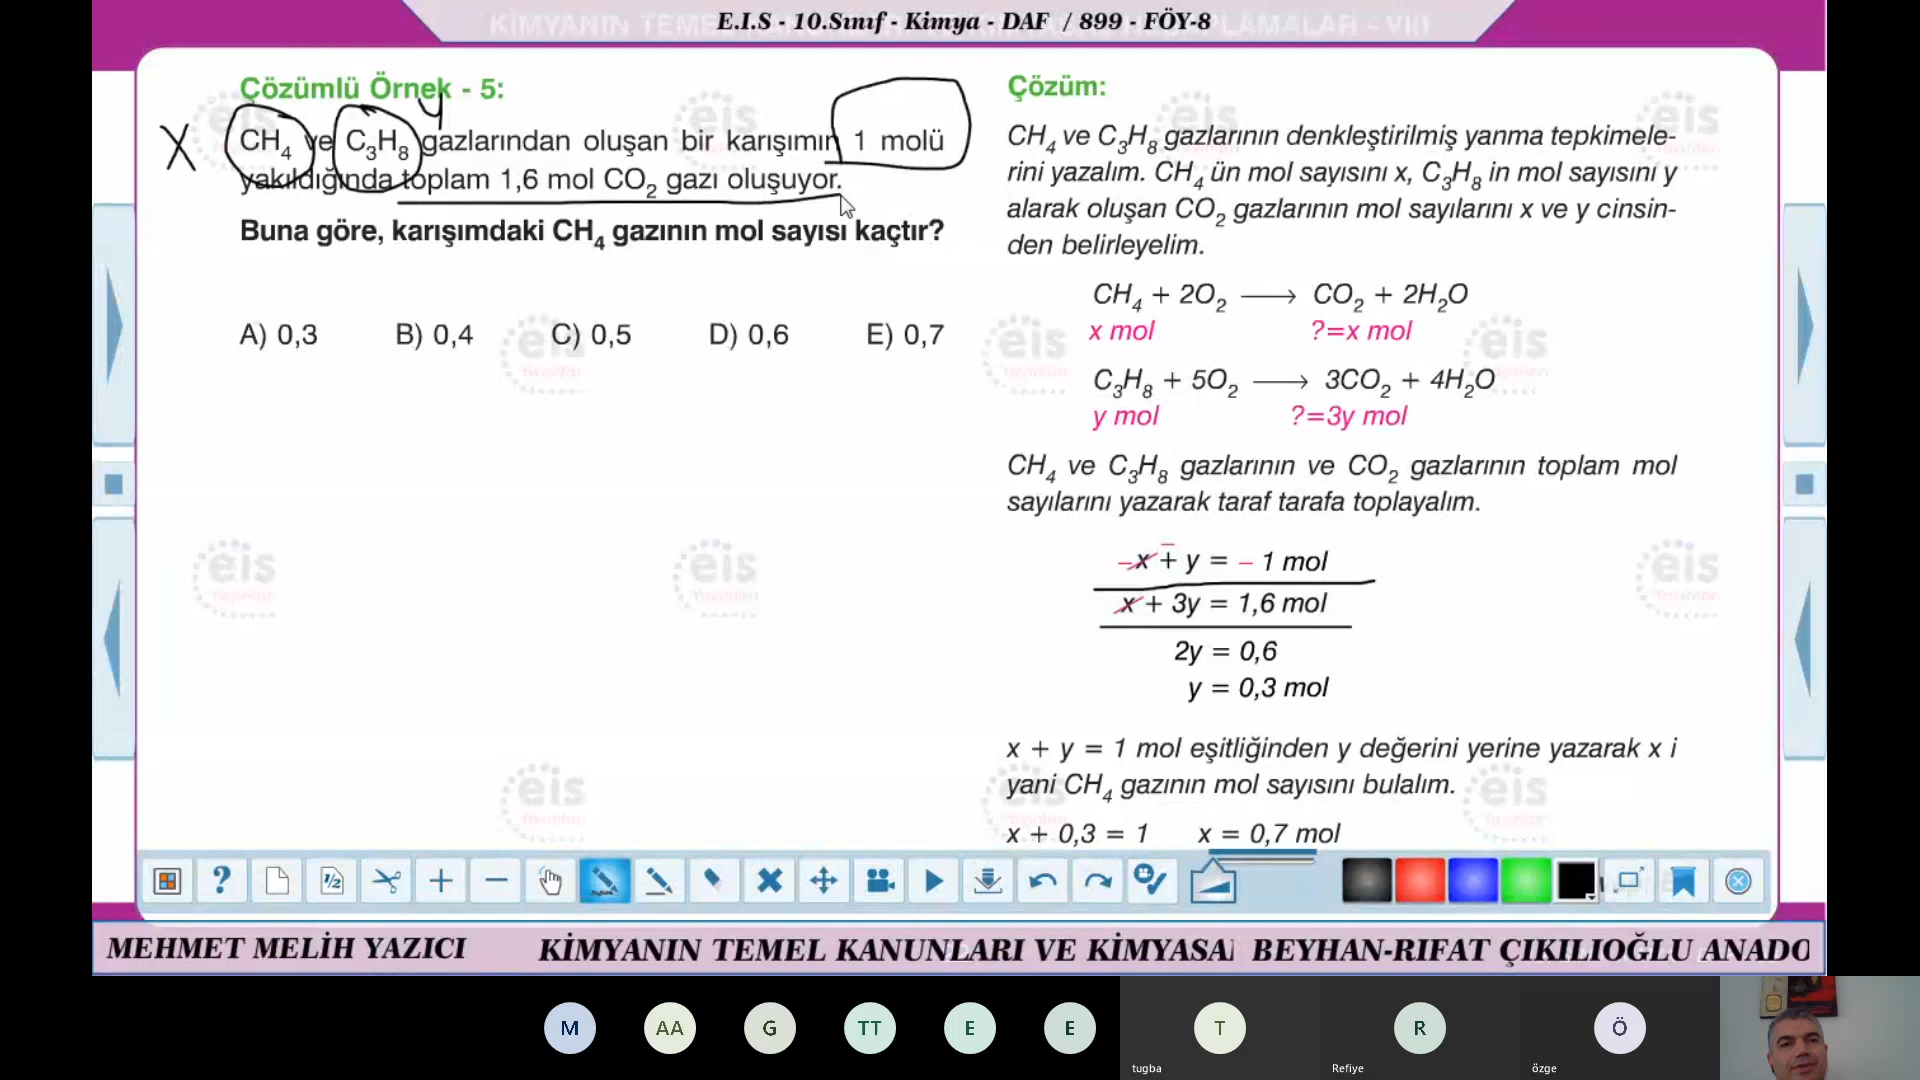 E.I.S - 10.Sınıf - Kimya - DAF / 899 - FÖY-8
Çözümlü Örnek - 5:
X
y
CH4 ve C3H8 gazlarından oluşan bir karışımın 1 molü
yakıldığında toplam 1,6 mol CO2 gazı oluşuyor.
Buna göre, karışımdaki CH4 gazının mol sayısı kaçtır?
A) 0,3 B) 0,4 C) 0,5 D) 0,6 E) 0,7
Çözüm:
CH4 ve C3H8 gazlarının denkleştirilmiş yanma tepkimele-
rini yazalım. CH4 ün mol sayısını x, C3H8 in mol sayısını y
alarak oluşan CO2 gazlarının mol sayılarını x ve y cinsin-
den belirleyelim.
CH4 + 2O2 ⟶ CO2 + 2H2O
x mol ?=x mol
C3H8 + 5O2 ⟶ 3CO2 + 4H2O
y mol ?=3y mol
CH4 ve C3H8 gazlarının ve CO2 gazlarının toplam mol
sayılarını yazarak taraf tarafa toplayalım.
–x + y = – 1 mol
x + 3y = 1,6 mol
2y = 0,6
y = 0,3 mol
x + y = 1 mol eşitliğinden y değerini yerine yazarak x i
yani CH4 gazının mol sayısını bulalım.
x + 0,3 = 1 x = 0,7 mol
MEHMET MELİH YAZICI KİMYANIN TEMEL KANUNLARI VE KİMYASA BEYHAN-RIFAT ÇIKILIOĞLU ANADO
M AA G TT E E T R Ö
tugba Refiye özge